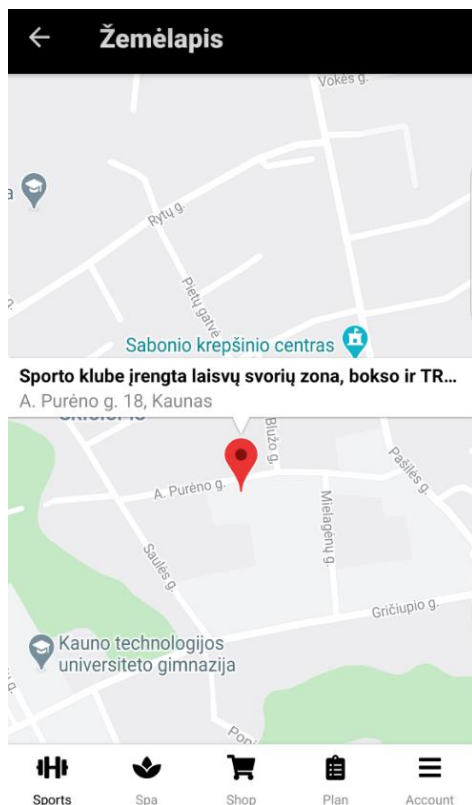 Žemėlapis
Vokės g.
Rytų g.
Pietų gatvė
Sabonio krepšinio centras
Sporto klube įrengta laisvų svorių zona, bokso ir TR...
A. Purėno g. 18, Kaunas
Blužo g.
A. Purėno g.
Pašilės g.
Mielagėnų g.
Saulės g.
Gričiupio g.
Kauno technologijos
universiteto gimnazija
Sports
Spa
Shop
Plan
Account